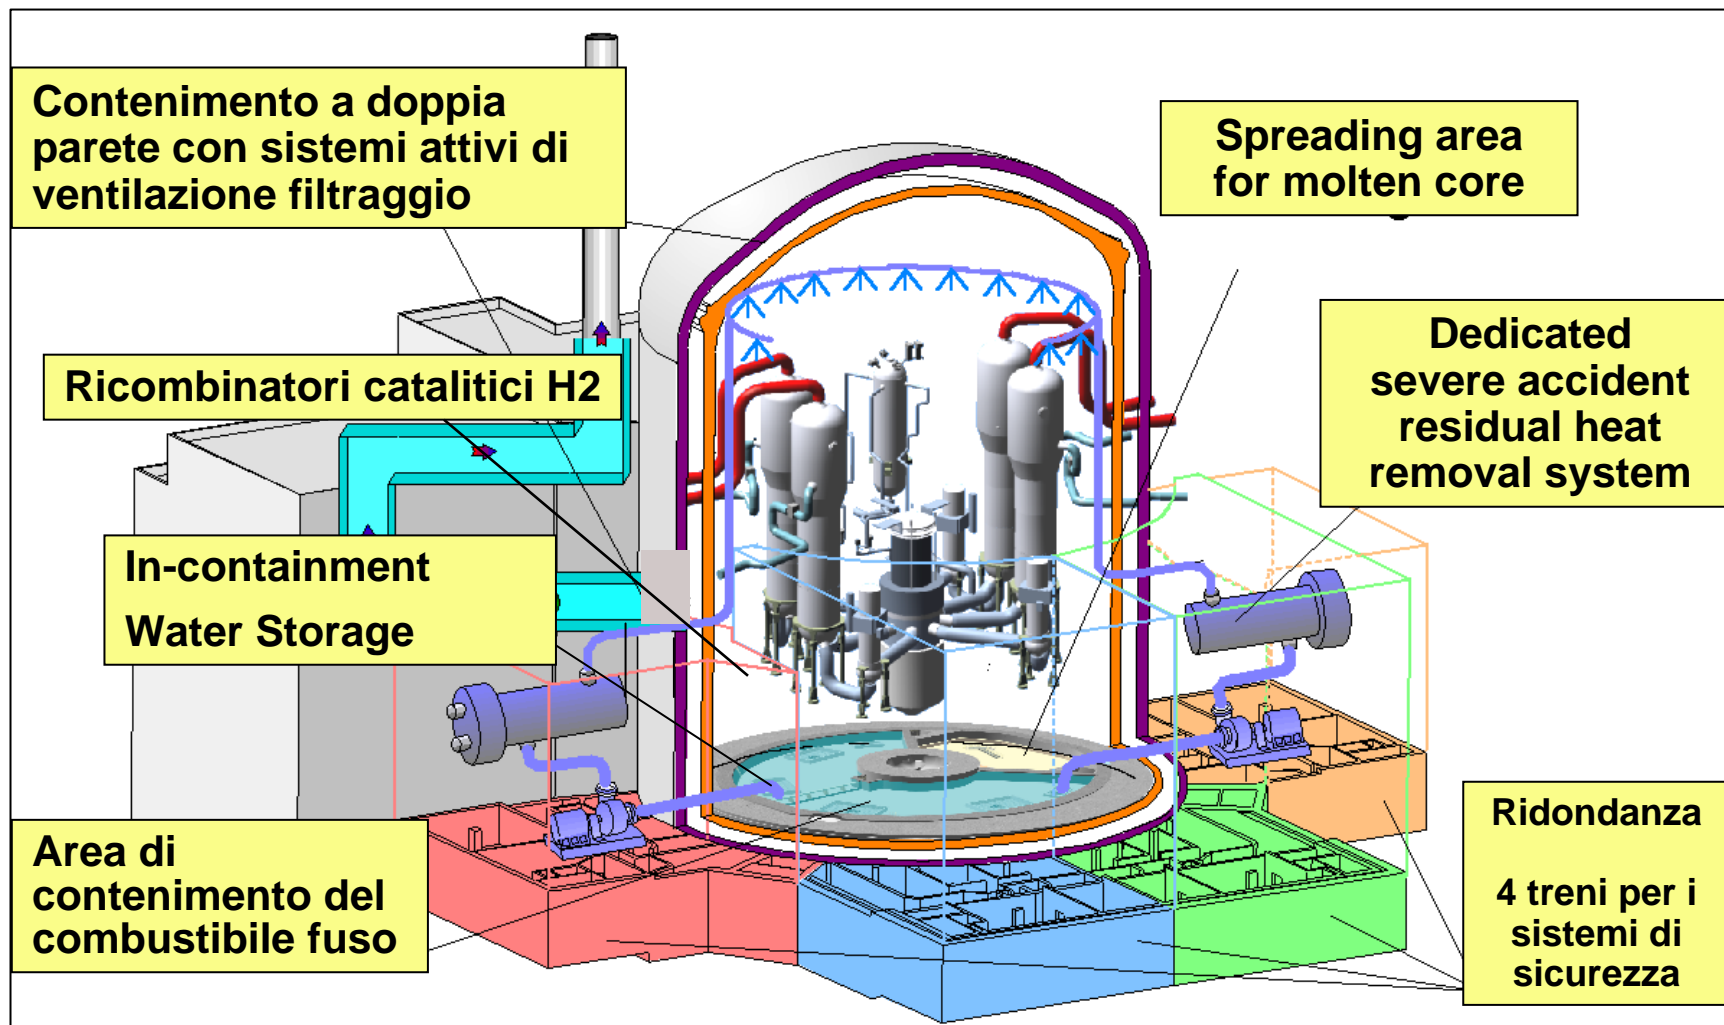 Contenimento a doppia
parete con sistemi attivi di
ventilazione filtraggio
Spreading area
for molten core
Dedicated
severe accident
residual heat
removal system
Ricombinatori catalitici H2
In-containment
Water Storage
Area di
contenimento del
combustibile fuso
Ridondanza
4 treni per i
sistemi di
sicurezza